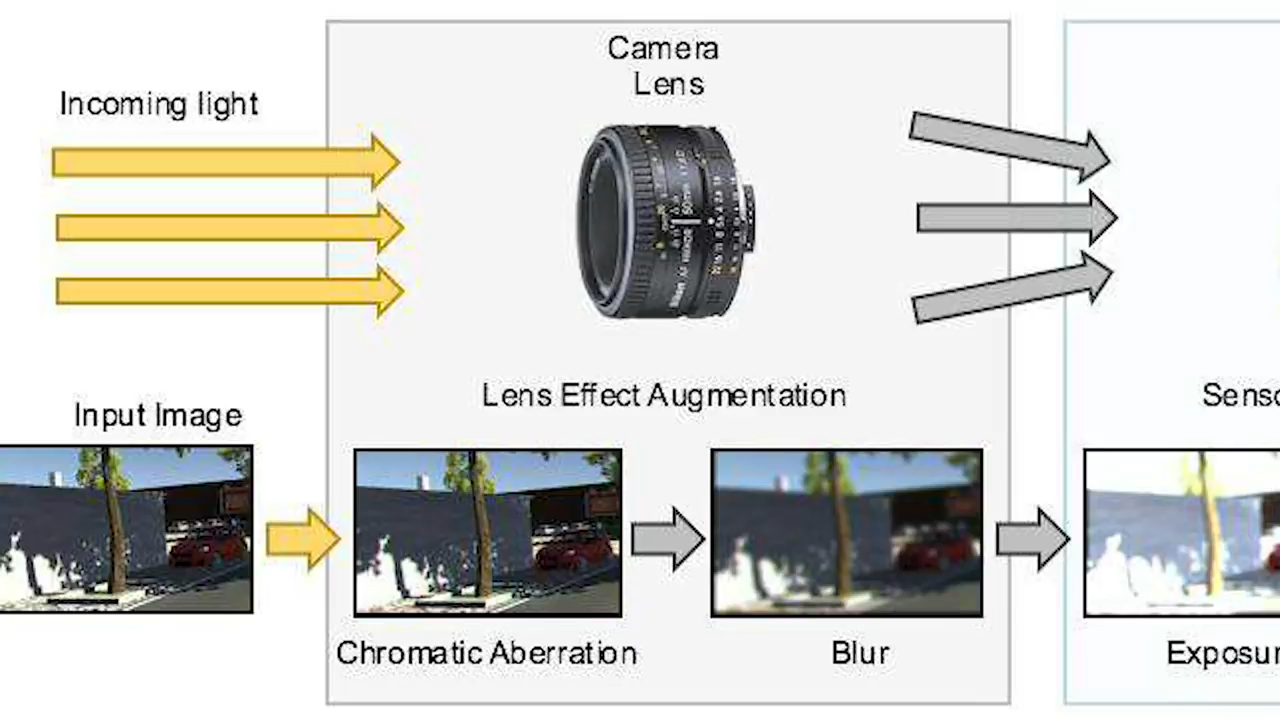 Camera
Lens
Incoming light
Lens Effect Augmentation
Input Image
Chromatic Aberration
Blur